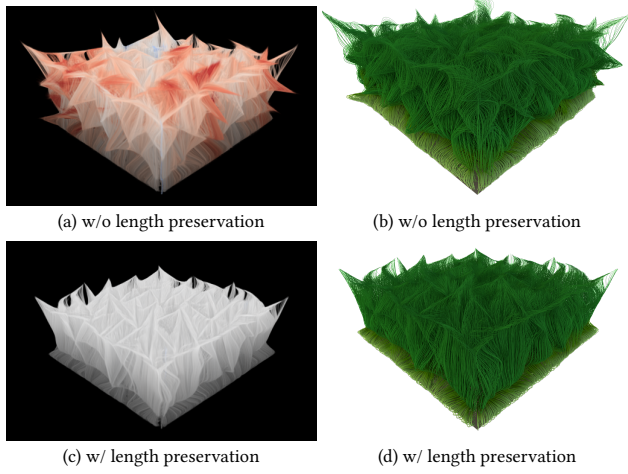 (a) w/o length preservation
(b) w/o length preservation
(c) w/ length preservation
(d) w/ length preservation